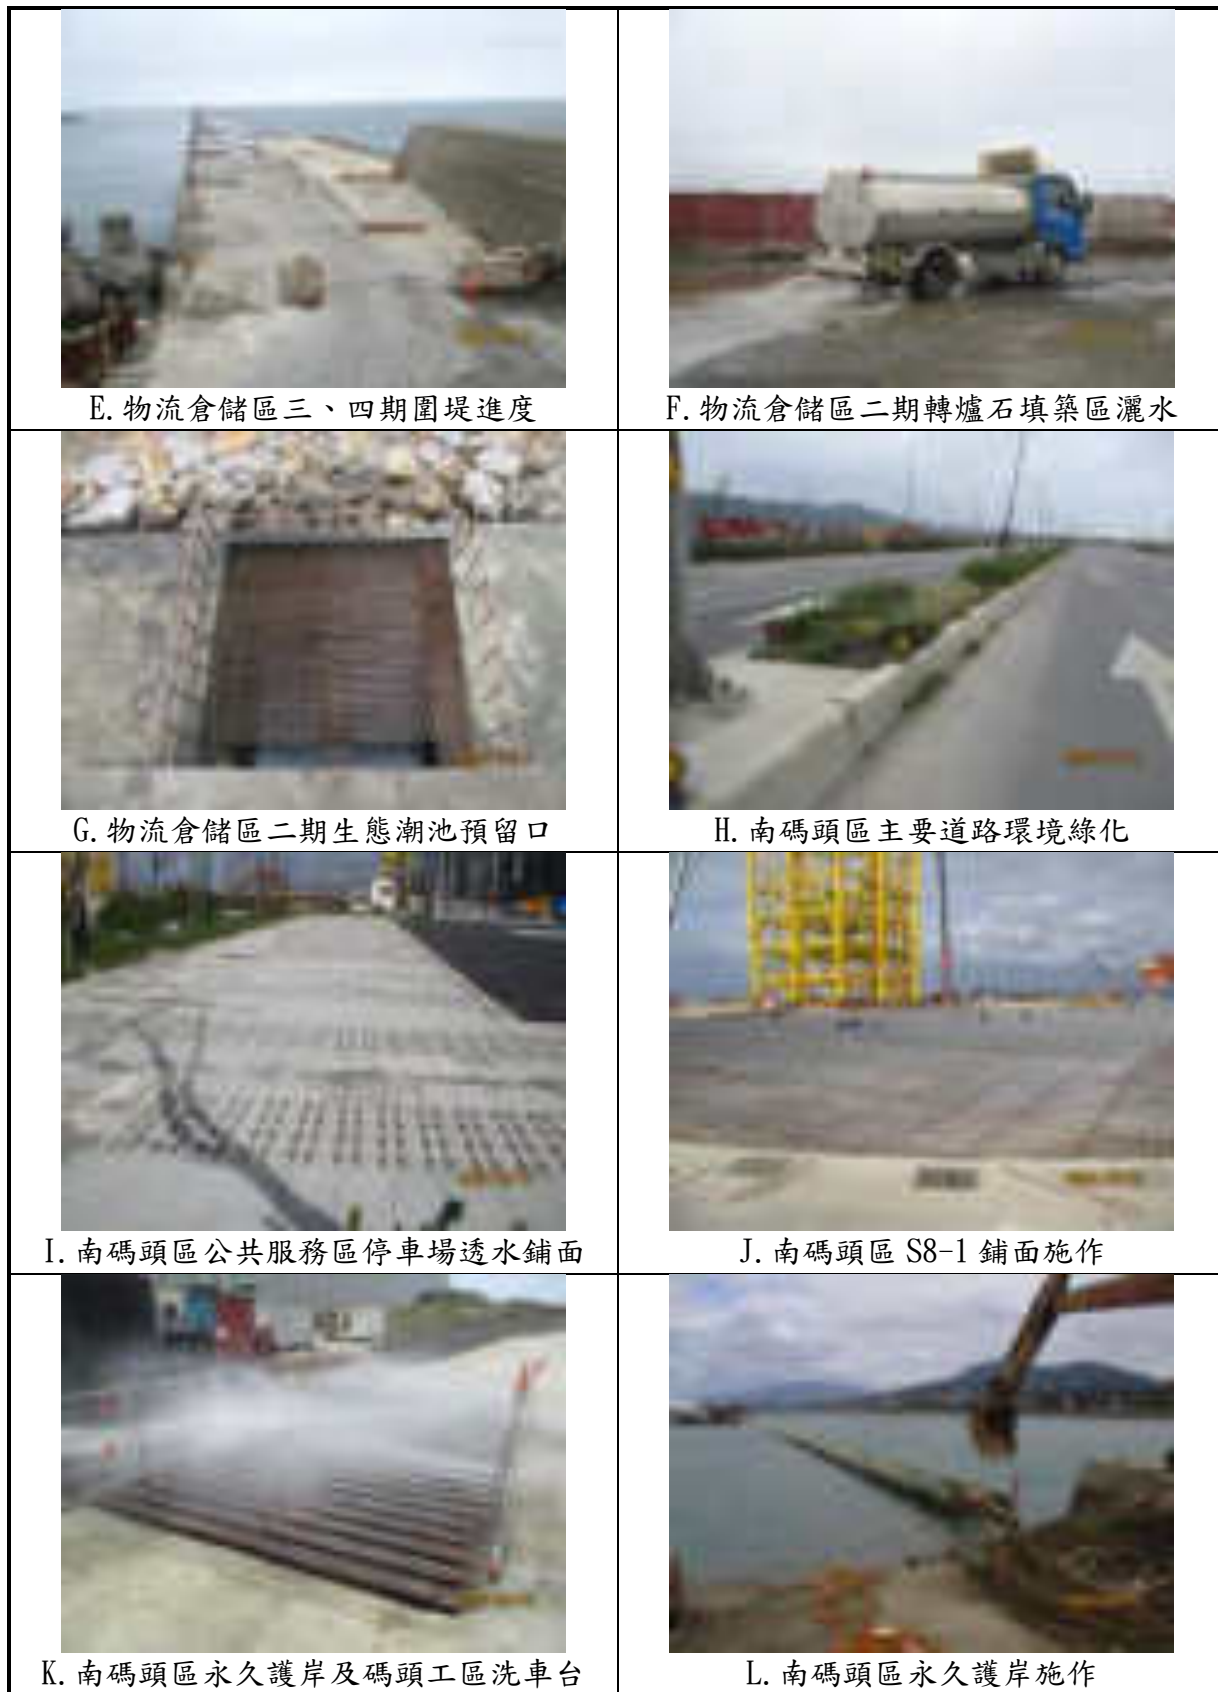 E.物流倉儲區三、四期圍堤進度
F.物流倉儲區二期轉爐石填築區灑水
G.物流倉儲區二期生態潮池預留口
H.南碼頭區主要道路環境綠化
I.南碼頭區公共服務區停車場透水鋪面
J.南碼頭區 S8-1 鋪面施作
K.南碼頭區永久護岸及碼頭工區洗車台
L.南碼頭區永久護岸施作